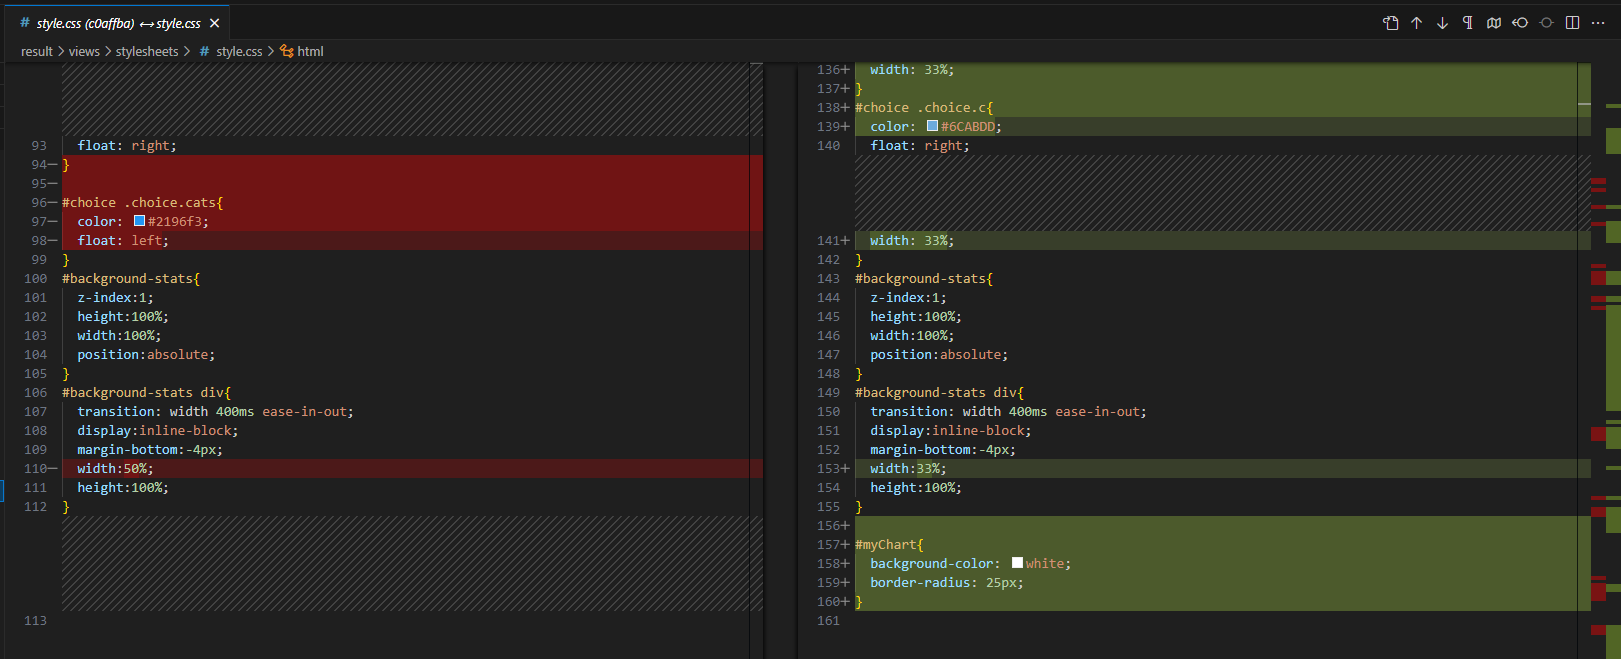 # style.css (c0affba) ↔ style.css ×
result > views > stylesheets > # style.css > html
93 float: right;
94− }
95−
96− #choice .choice.cats{
97− color: #2196f3;
98− float: left;
99 }
100 #background-stats{
101 z-index:1;
102 height:100%;
103 width:100%;
104 position:absolute;
105 }
106 #background-stats div{
107 transition: width 400ms ease-in-out;
108 display:inline-block;
109 margin-bottom:-4px;
110− width:50%;
111 height:100%;
112 }
113
136+ width: 33%;
137+ }
138+ #choice .choice.c{
139+ color: #6CABDD;
140 float: right;
141+ width: 33%;
142 }
143 #background-stats{
144 z-index:1;
145 height:100%;
146 width:100%;
147 position:absolute;
148 }
149 #background-stats div{
150 transition: width 400ms ease-in-out;
151 display:inline-block;
152 margin-bottom:-4px;
153+ width:33%;
154 height:100%;
155 }
156+
157+ #myChart{
158+ background-color: white;
159+ border-radius: 25px;
160+ }
161